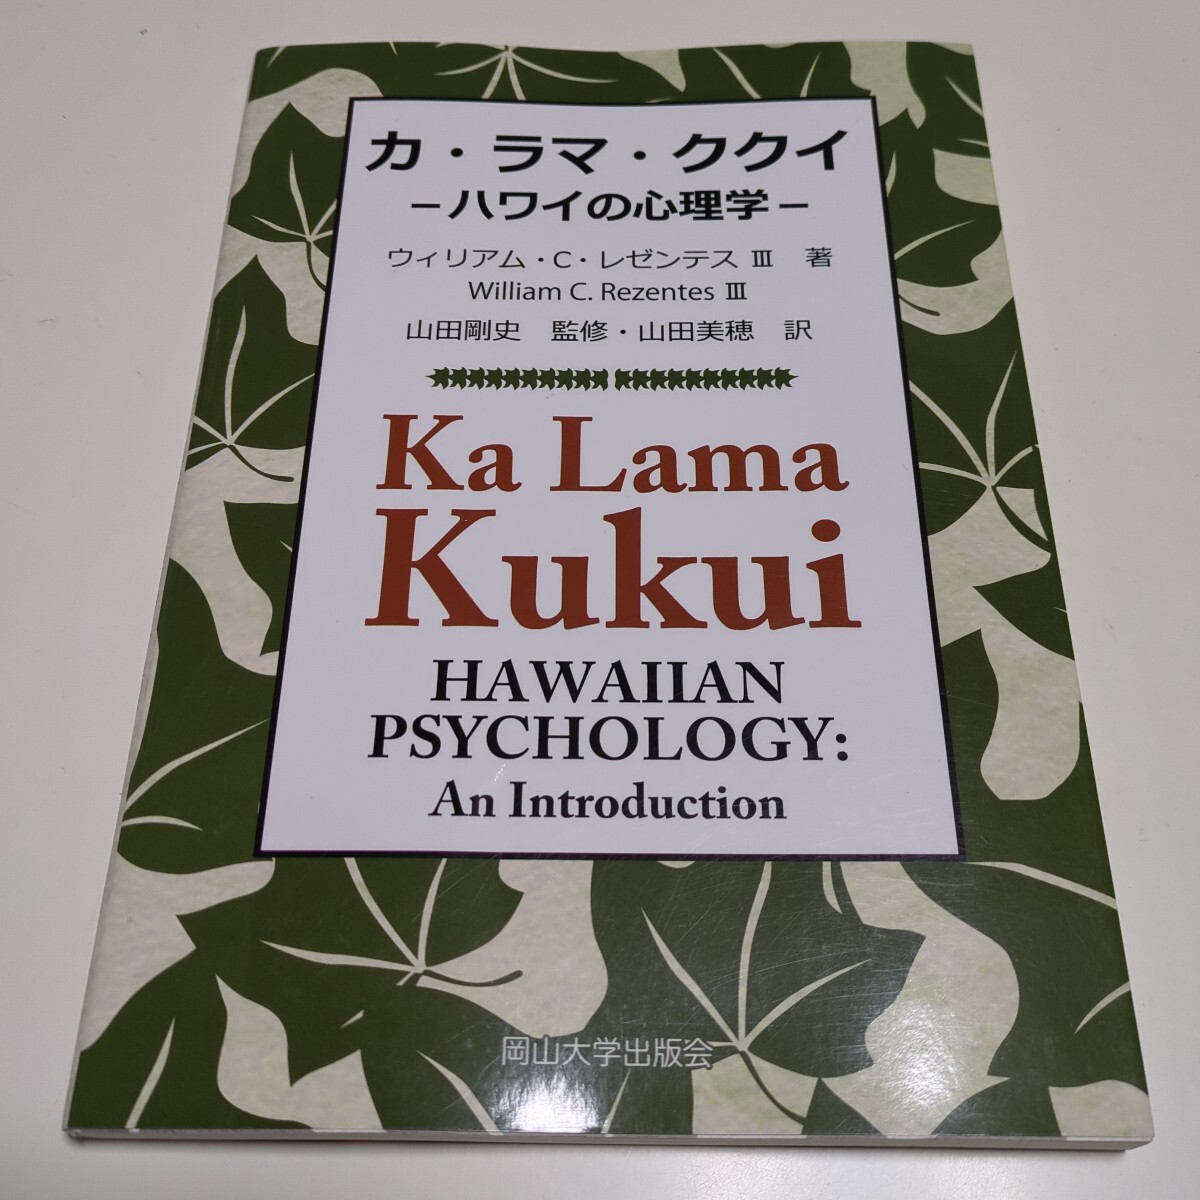 カ・ラマ・ククイ
－ハワイの心理学－
ウィリアム・C・レゼンテス Ⅲ　著
William C. Rezentes Ⅲ
山田剛史　監修・山田美穂　訳
Ka Lama
Kukui
HAWAIIAN
PSYCHOLOGY:
An Introduction
岡山大学出版会